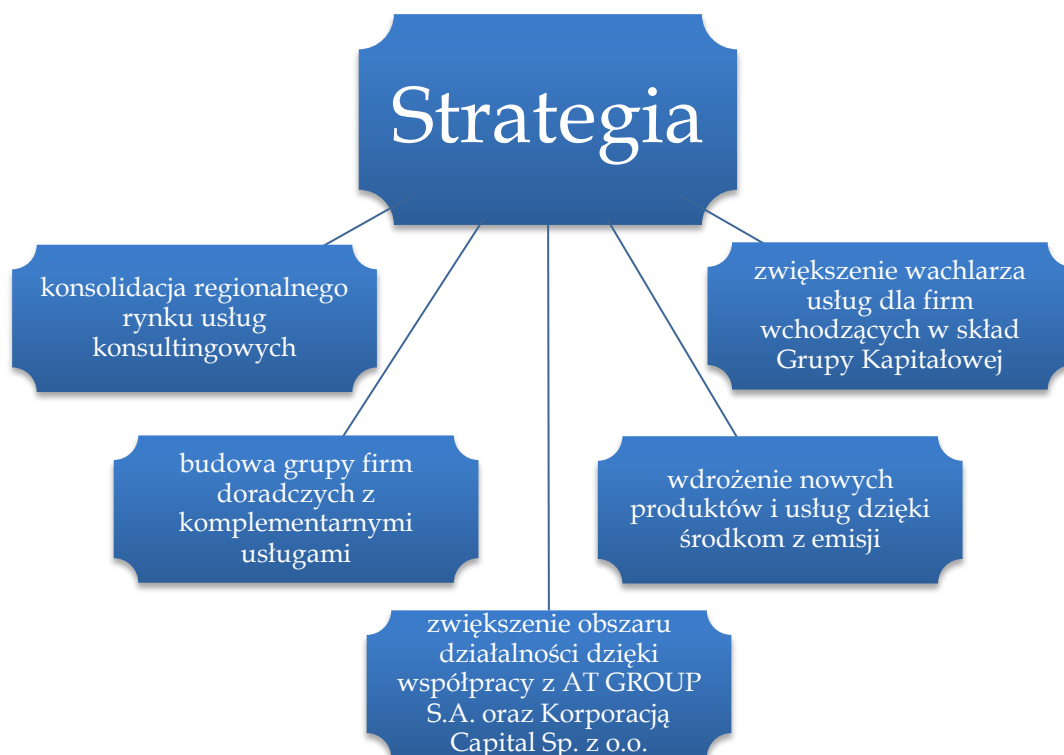 Strategia
konsolidacja regionalnego
rynku usług
konsultingowych
zwiększenie wachlarza
usług dla firm
wchodzących w skład
Grupy Kapitałowej
budowa grupy firm
doradczych z
komplementarnymi
usługami
wdrożenie nowych
produktów i usług dzięki
środkom z emisji
zwiększenie obszaru
działalności dzięki
współpracy z AT GROUP
S.A. oraz Korporacją
Capital Sp. z o.o.